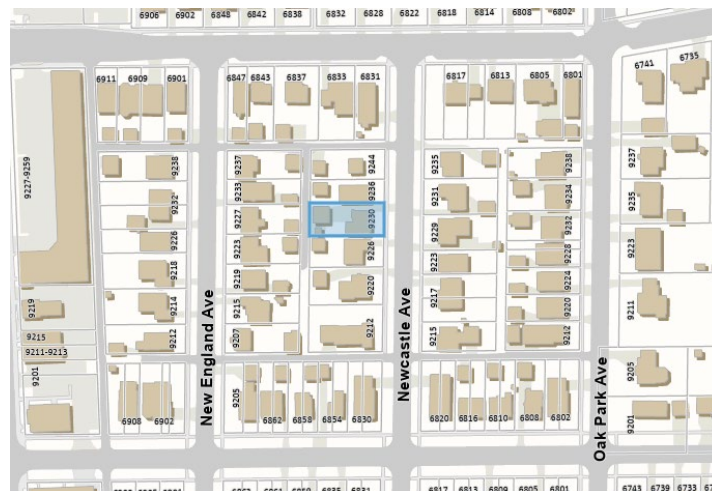 6906 6902 6848 6842 6838 6832 6828 6822 6818 6814 6808 6802
6911 6909 6901 6847 6843 6837 6833 6831 6817 6813 6805 6801 6741 6735
9227-9259
9238 9237 9244 9235 9238 9237
9232 9233 9236 9231 9234 9235
9226 9227 9230 9229 9232
9218 9223 9226 9223 9228 9223
9214 9219 9220 9217 9224 9211
9219 9215 9220
9215 9212 9207 9212 9215 9212 9205
9211-9213
9201
New England Ave
Newcastle Ave
Oak Park Ave
9205 9201
6908 6902 6862 6858 6854 6830 6820 6816 6810 6808 6802
6835 6831 6817 6813 6809 6805 6801 6743 6739 6733